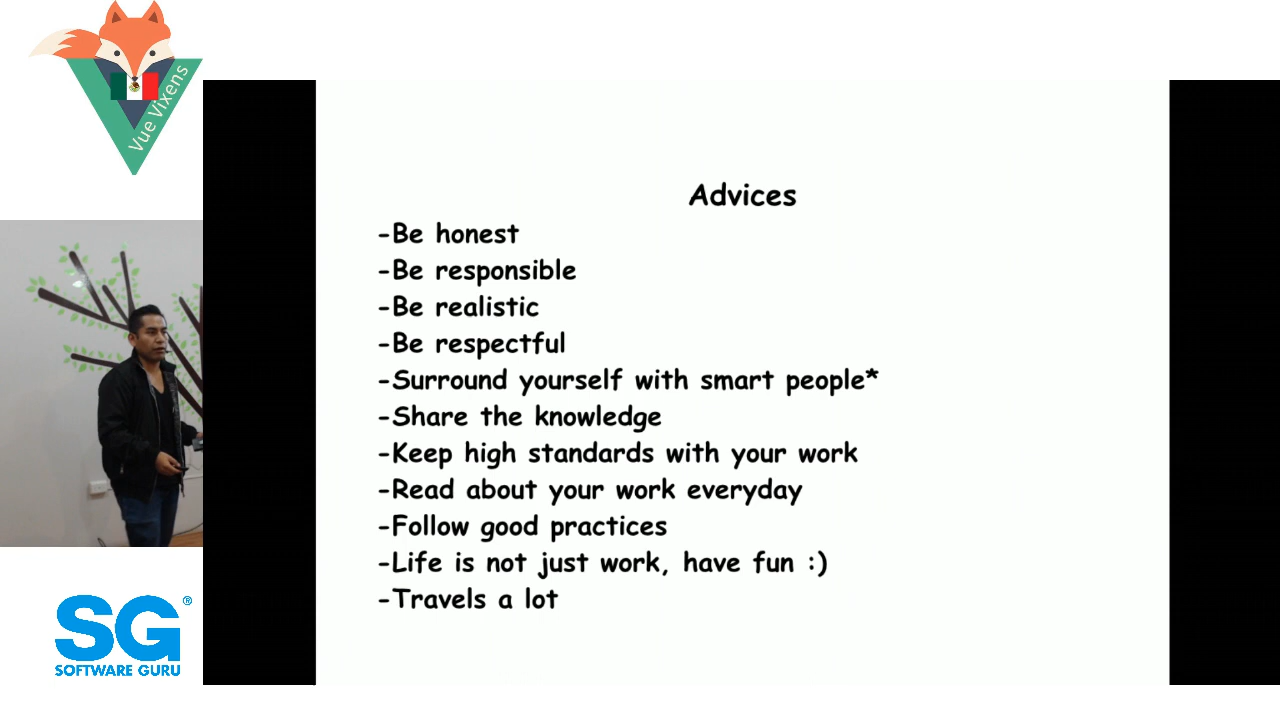 Vue Vixens
Advices
-Be honest
-Be responsible
-Be realistic
-Be respectful
-Surround yourself with smart people*
-Share the knowledge
-Keep high standards with your work
-Read about your work everyday
-Follow good practices
-Life is not just work, have fun :)
-Travels a lot
SG®
SOFTWARE GURU